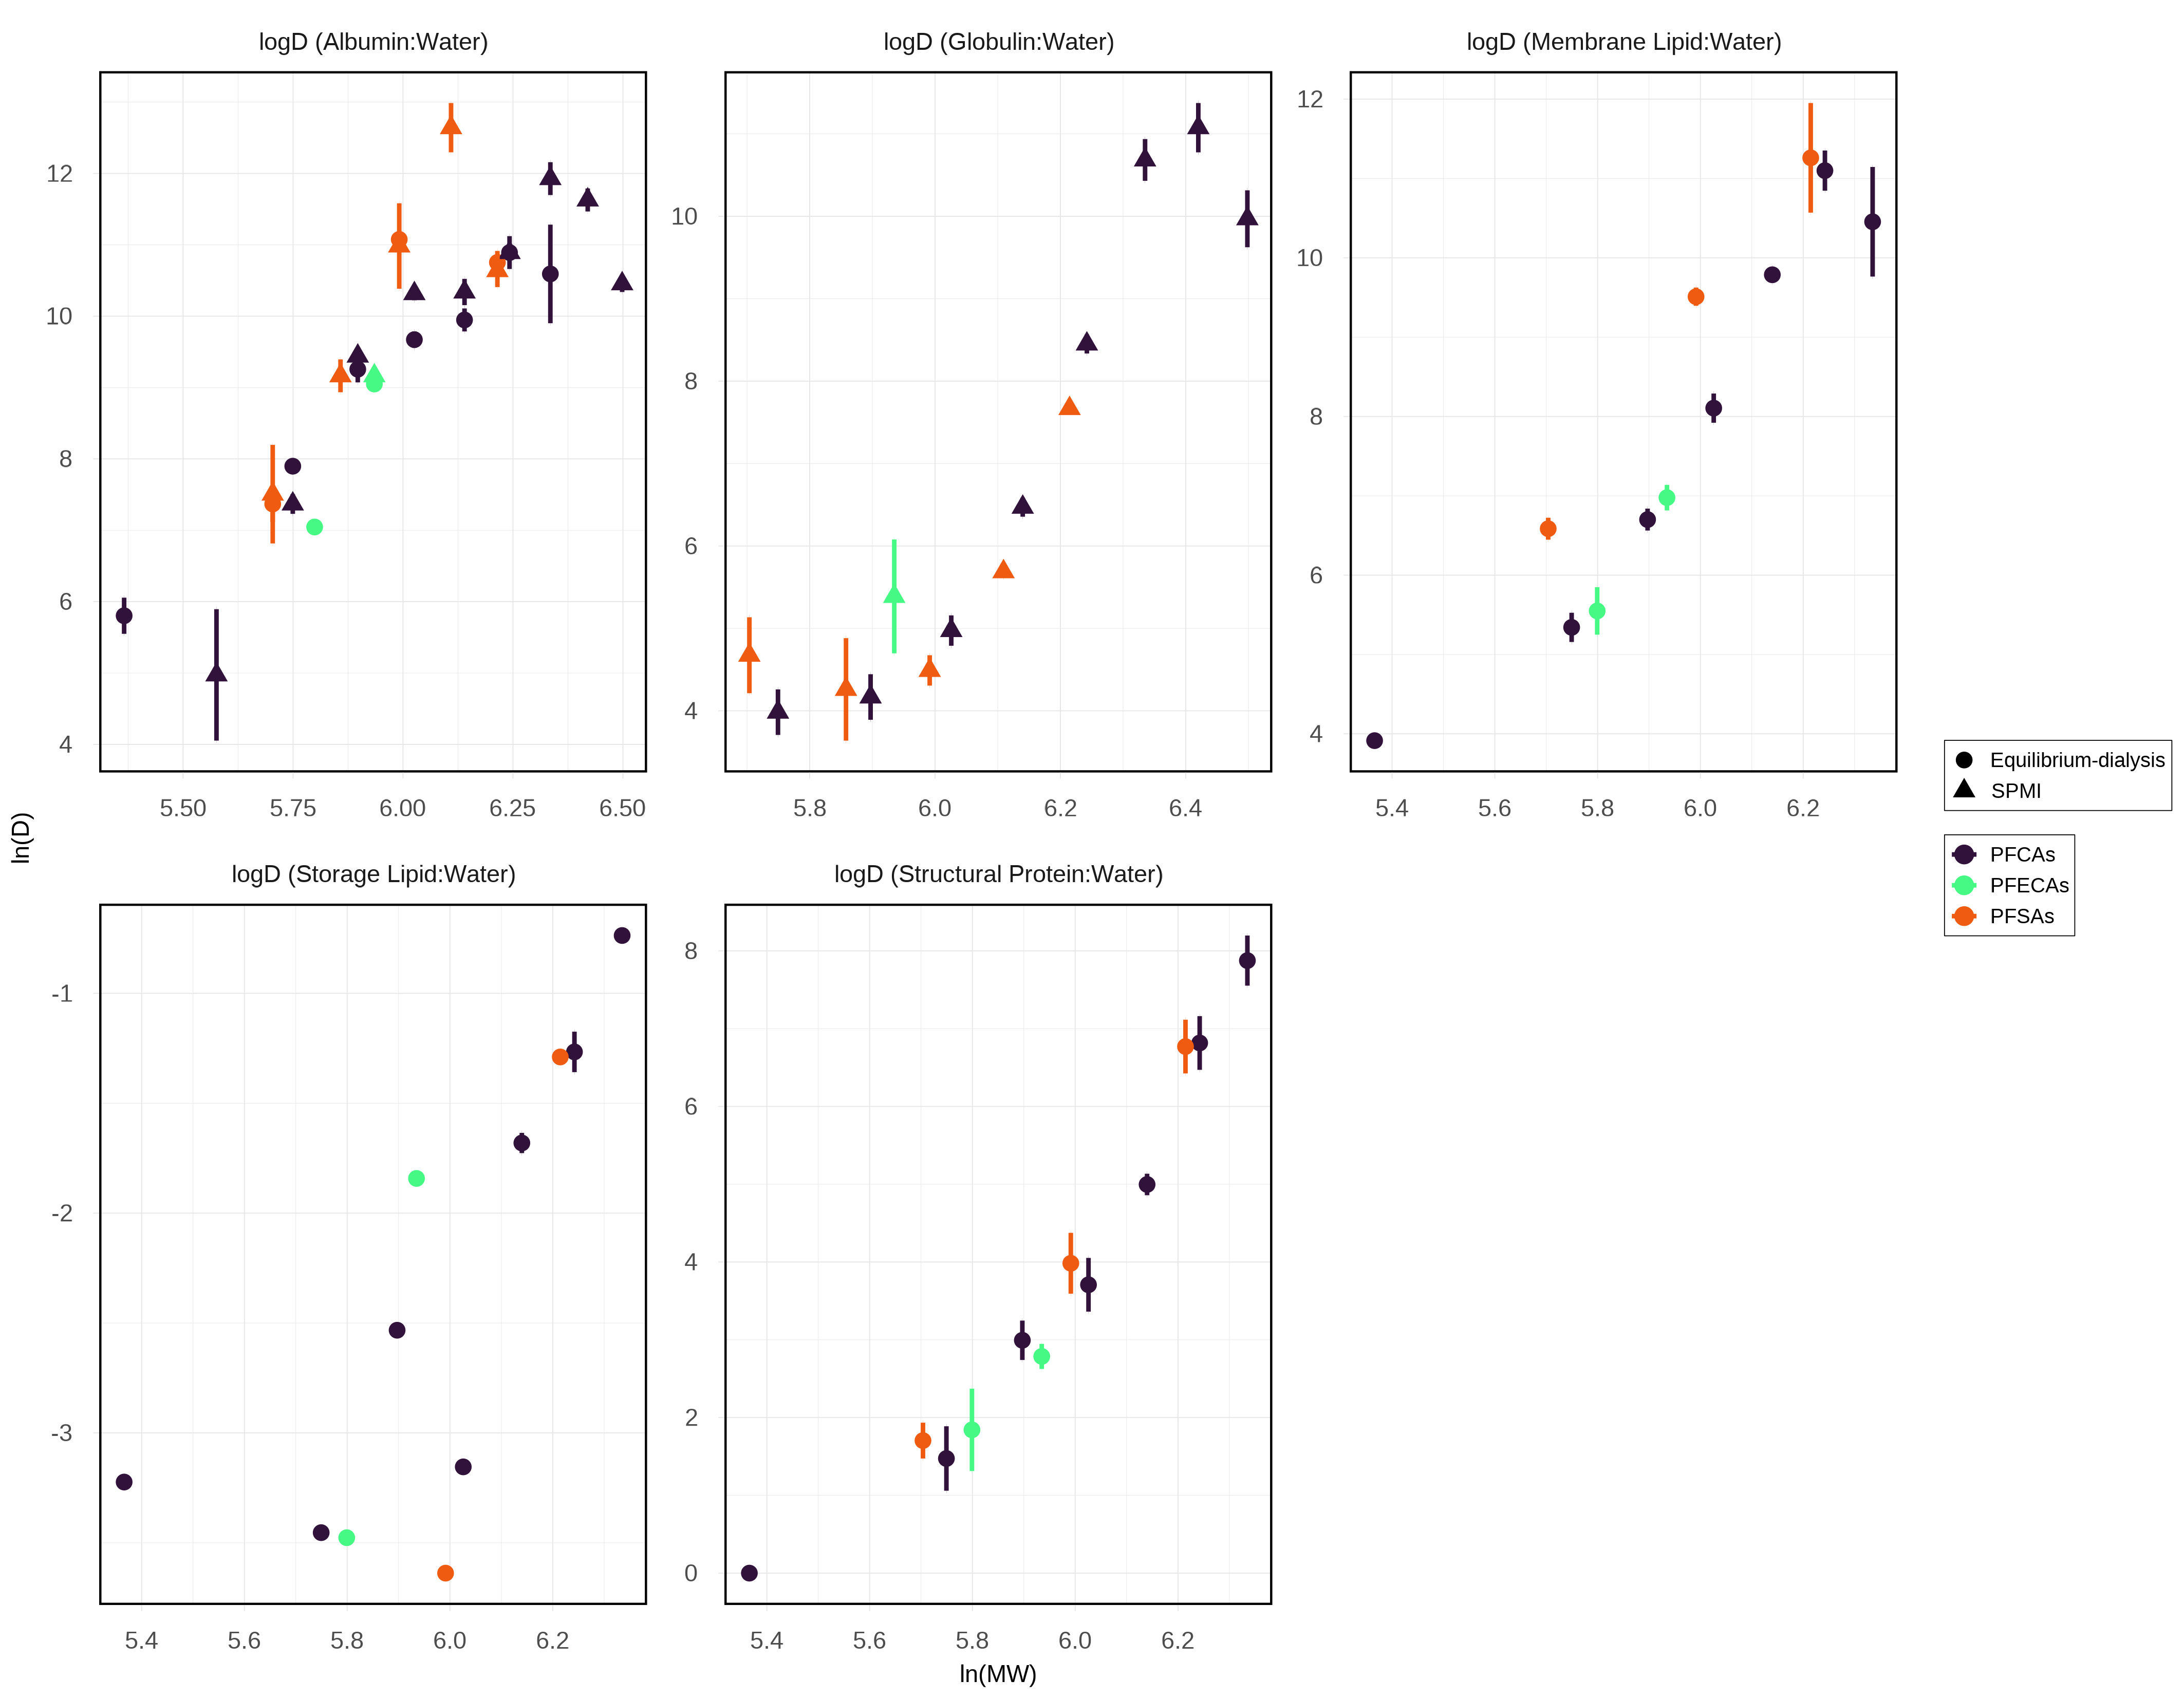 logD (Albumin:Water)
logD (Globulin:Water)
logD (Membrane Lipid:Water)
12
10
8
6
4
5.50 5.75 6.00 6.25 6.50
10
8
6
4
5.8 6.0 6.2 6.4
12
10
8
6
4
5.4 5.6 5.8 6.0 6.2
Equilibrium-dialysis
SPMI
PFCAs
PFECAs
PFSAs
ln(D)
logD (Storage Lipid:Water)
logD (Structural Protein:Water)
-1
-2
-3
5.4 5.6 5.8 6.0 6.2
8
6
4
2
0
5.4 5.6 5.8 6.0 6.2
ln(MW)